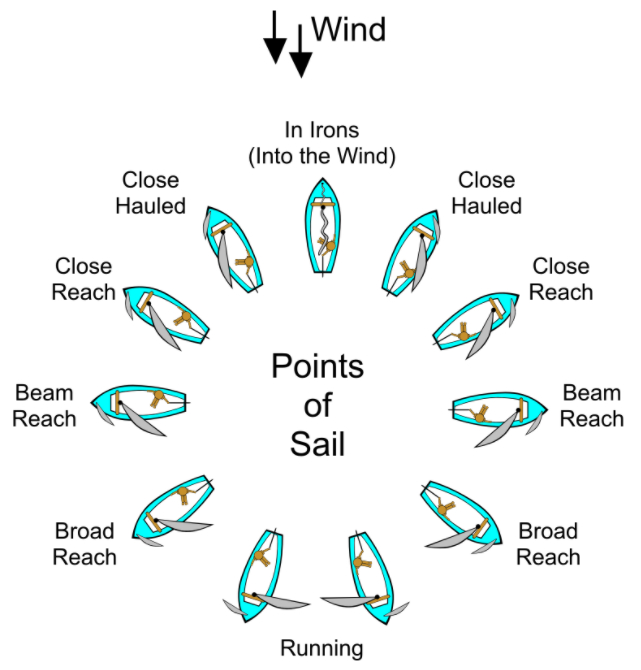 Wind
In Irons
(Into the Wind)
Close
Hauled
Close
Hauled
Close
Reach
Close
Reach
Points
of
Sail
Beam
Reach
Beam
Reach
Broad
Reach
Broad
Reach
Running